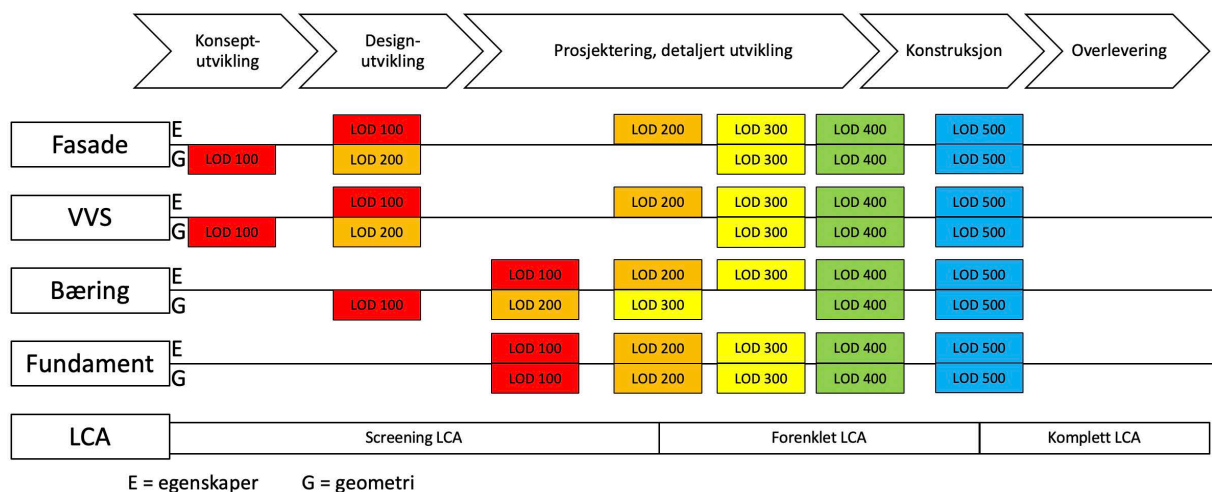 Konsept-
utvikling
Design-
utvikling
Prosjektering, detaljert utvikling
Konstruksjon
Overlevering
Fasade
E
LOD 100
LOD 200
LOD 300
LOD 400
LOD 500
G
LOD 100
LOD 200
LOD 300
LOD 400
LOD 500
VVS
E
LOD 100
LOD 200
LOD 300
LOD 400
LOD 500
G
LOD 100
LOD 200
LOD 300
LOD 400
LOD 500
Bæring
E
LOD 100
LOD 200
LOD 300
LOD 400
LOD 500
G
LOD 100
LOD 200
LOD 300
LOD 400
LOD 500
Fundament
E
LOD 100
LOD 200
LOD 300
LOD 400
LOD 500
G
LOD 100
LOD 200
LOD 300
LOD 400
LOD 500
LCA
Screening LCA
Forenklet LCA
Komplett LCA
E = egenskaper
G = geometri